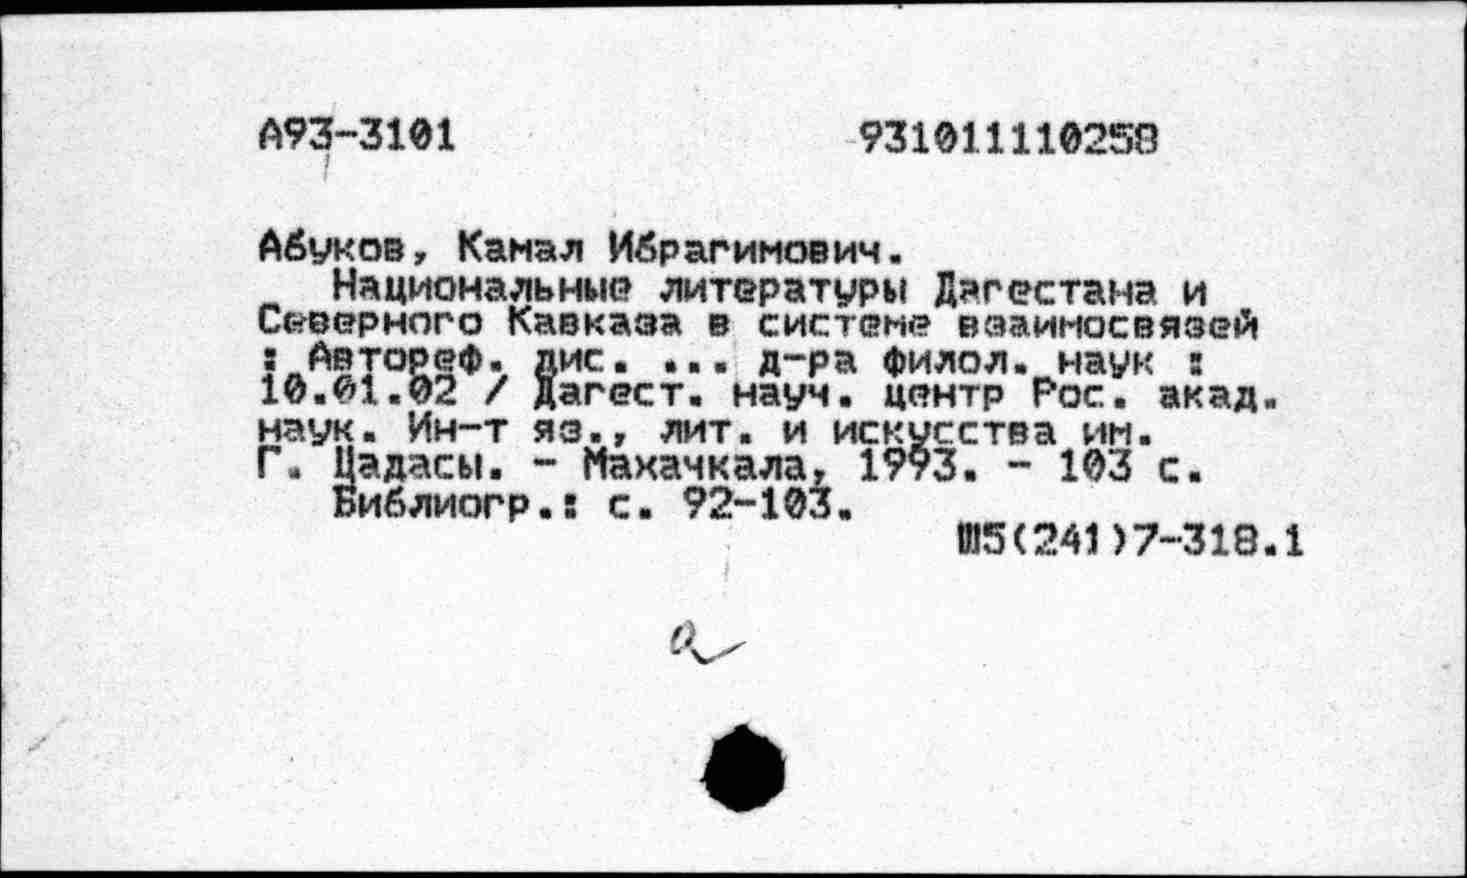 А93-3101 931011110258
Абуков, Камал Ибрагимович.
Национальные литературы Дагестана и
Северного Кавказа в системе взаимосвязей
: Автореф. дис. ... д-ра филол. наук :
10.01.02 / Дагест. науч. центр Рос. акад.
наук. Ин-т яз., лит. и искусства им.
Г. Цадасы. - Махачкала, 1993. - 103 с.
Библиогр.: с. 92-103.
Ш5(241)7-318.1